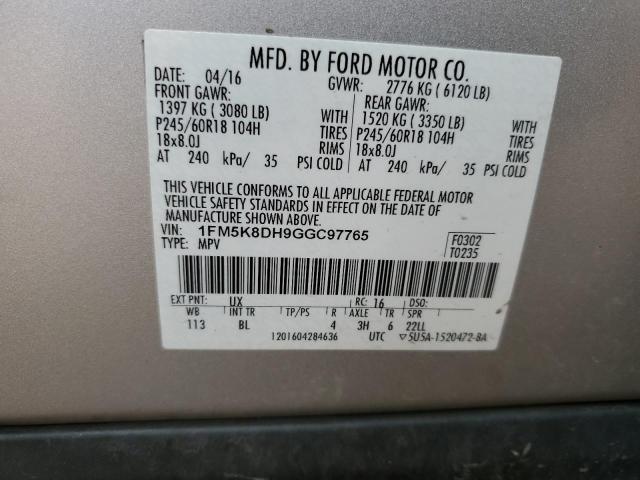 MFD. BY FORD MOTOR CO.
DATE: 04/16 GVWR: 2776 KG ( 6120 LB)
FRONT GAWR: REAR GAWR:
1397 KG ( 3080 LB) WITH 1520 KG ( 3350 LB) WITH
P245/60R18 104H TIRES P245/60R18 104H TIRES
18x8.0J RIMS 18x8.0J RIMS
AT 240 kPa/ 35 PSI COLD AT 240 kPa/ 35 PSI COLD
THIS VEHICLE CONFORMS TO ALL APPLICABLE FEDERAL MOTOR
VEHICLE SAFETY STANDARDS IN EFFECT ON THE DATE OF
MANUFACTURE SHOWN ABOVE.
VIN: 1FM5K8DH9GGC97765 F0302
TYPE: MPV T0235
EXT PNT: UX RC: 16 DSO:
WB INT TR TP/PS R AXLE TR SPR
113 BL 4 3H 6 22LL
1201604284636 UTC ▽5U5A-1520472-BA